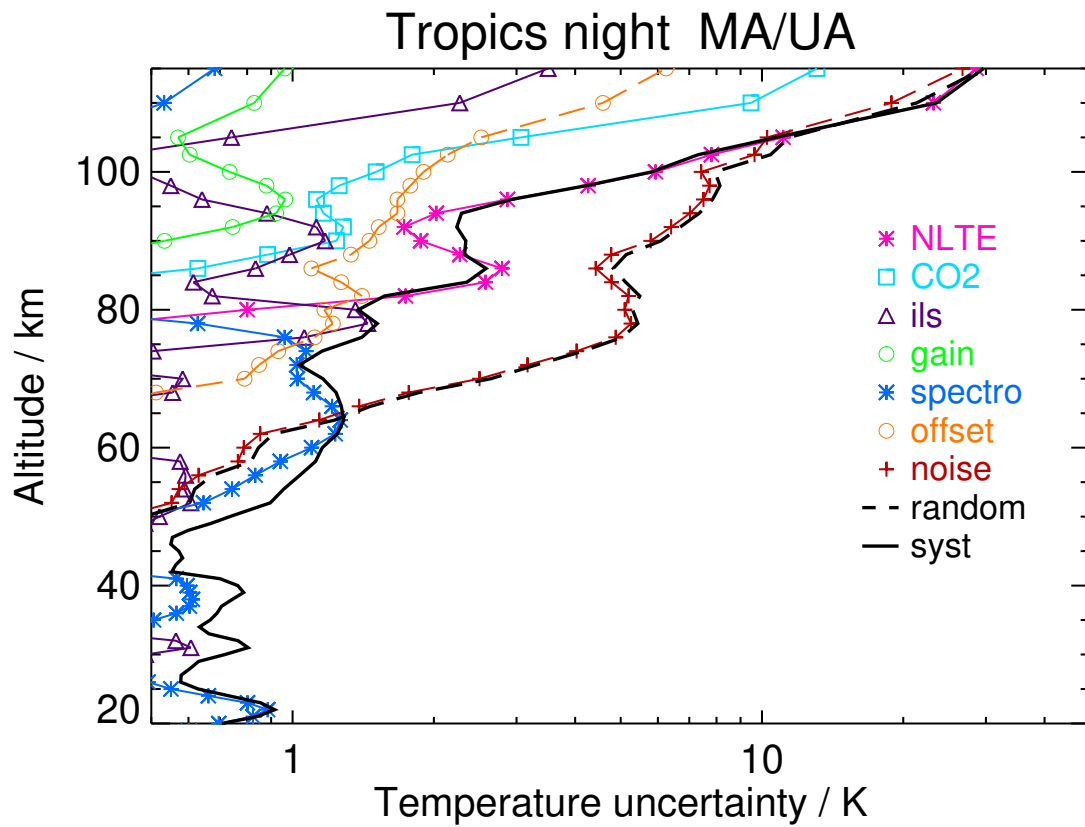 Tropics night  MA/UA
Altitude / km
100
80
60
40
20
NLTE
CO2
ils
gain
spectro
offset
noise
random
syst
1
10
Temperature uncertainty / K